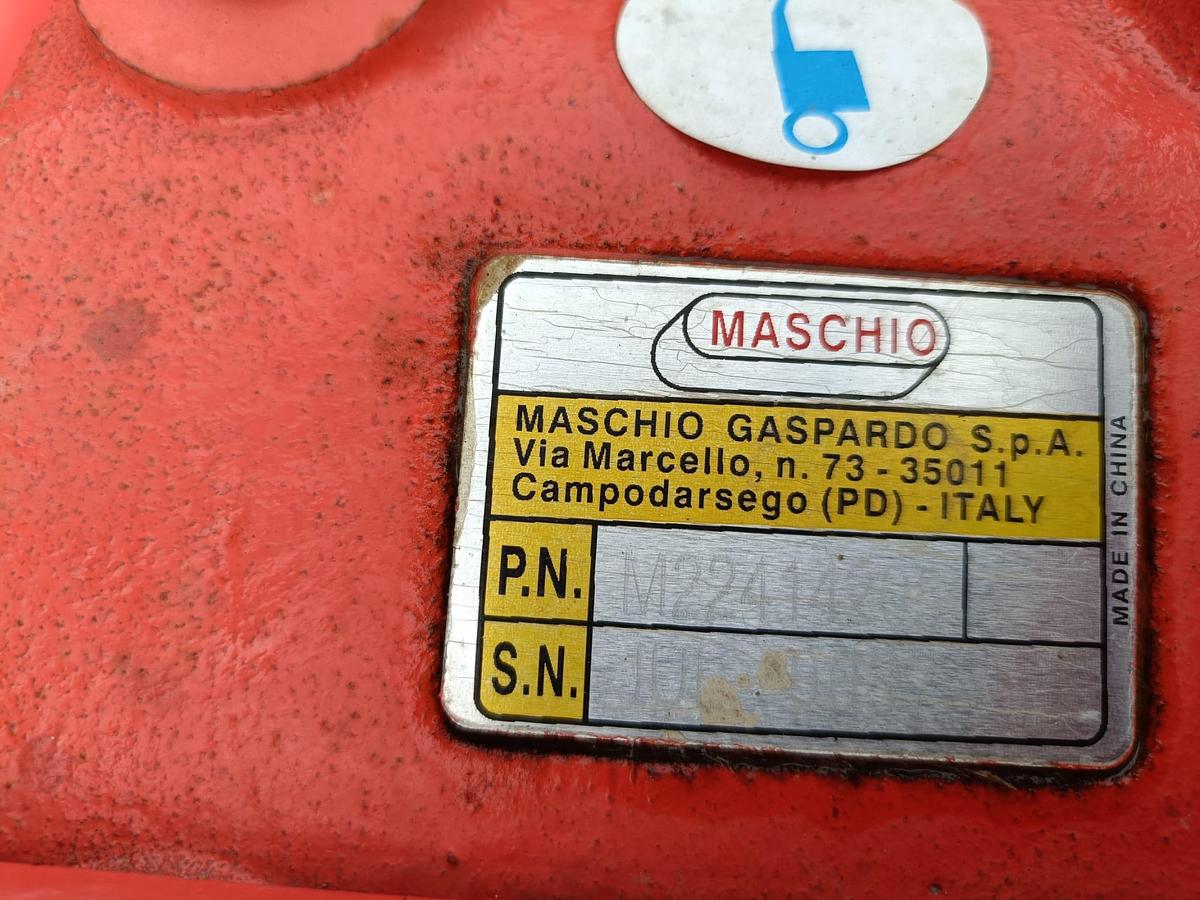 MASCHIO
MASCHIO GASPARDO S.p.A.
Via Marcello, n. 73 - 35011
Campodarsego (PD) - ITALY
P.N.
S.N.
MADE IN CHINA